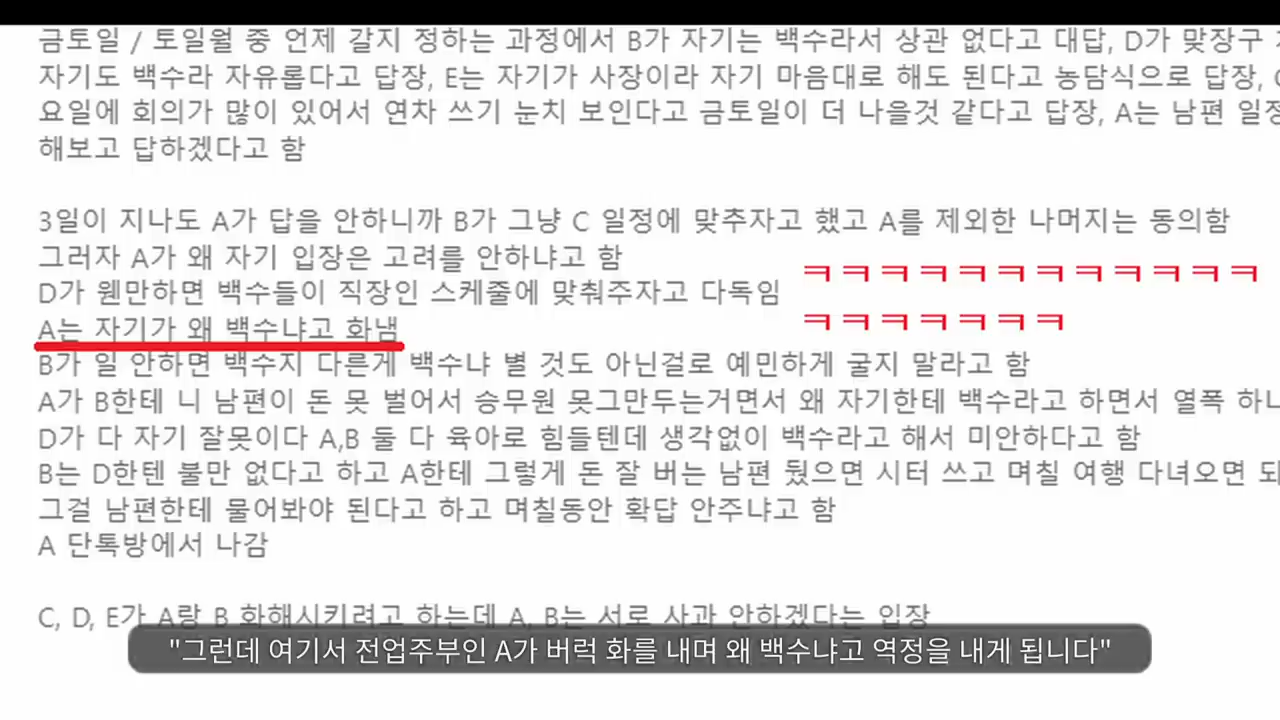 금토일 / 토일월 중 언제 갈지 정하는 과정에서 B가 자기는 백수라서 상관 없다고 대답, D가 맞장구
자기도 백수라 자유롭다고 답장, E는 자기가 사장이라 자기 마음대로 해도 된다고 농담식으로 답장,
요일에 회의가 많이 있어서 연차 쓰기 눈치 보인다고 금토일이 더 나을것 같다고 답장, A는 남편 일정
해보고 답하겠다고 함
3일이 지나도 A가 답을 안하니까 B가 그냥 C 일정에 맞추자고 했고 A를 제외한 나머지는 동의함
그러자 A가 왜 자기 입장은 고려를 안하냐고 함
ㅋㅋㅋㅋㅋㅋㅋㅋㅋㅋㅋㅋ
D가 웬만하면 백수들이 직장인 스케줄에 맞춰주자고 다독임
A는 자기가 왜 백수냐고 화냄
ㅋㅋㅋㅋㅋㅋㅋ
B가 일 안하면 백수지 다른게 백수냐 별 것도 아닌걸로 예민하게 굴지 말라고 함
A가 B한테 니 남편이 돈 못 벌어서 승무원 못그만두는거면서 왜 자기한테 백수라고 하면서 열폭 하냐
D가 다 자기 잘못이다 A,B 둘 다 육아로 힘들텐데 생각없이 백수라고 해서 미안하다고 함
B는 D한텐 불만 없다고 하고 A한테 그렇게 돈 잘 버는 남편 뒀으면 시터 쓰고 며칠 여행 다녀오면 되
그걸 남편한테 물어봐야 된다고 하고 며칠동안 확답 안주냐고 함
A 단톡방에서 나감
C, D, E가 A랑 B 화해시키려고 하는데 A, B는 서로 사과 안하겠다는 입장
"그런데 여기서 전업주부인 A가 버럭 화를 내며 왜 백수냐고 역정을 내게 됩니다"